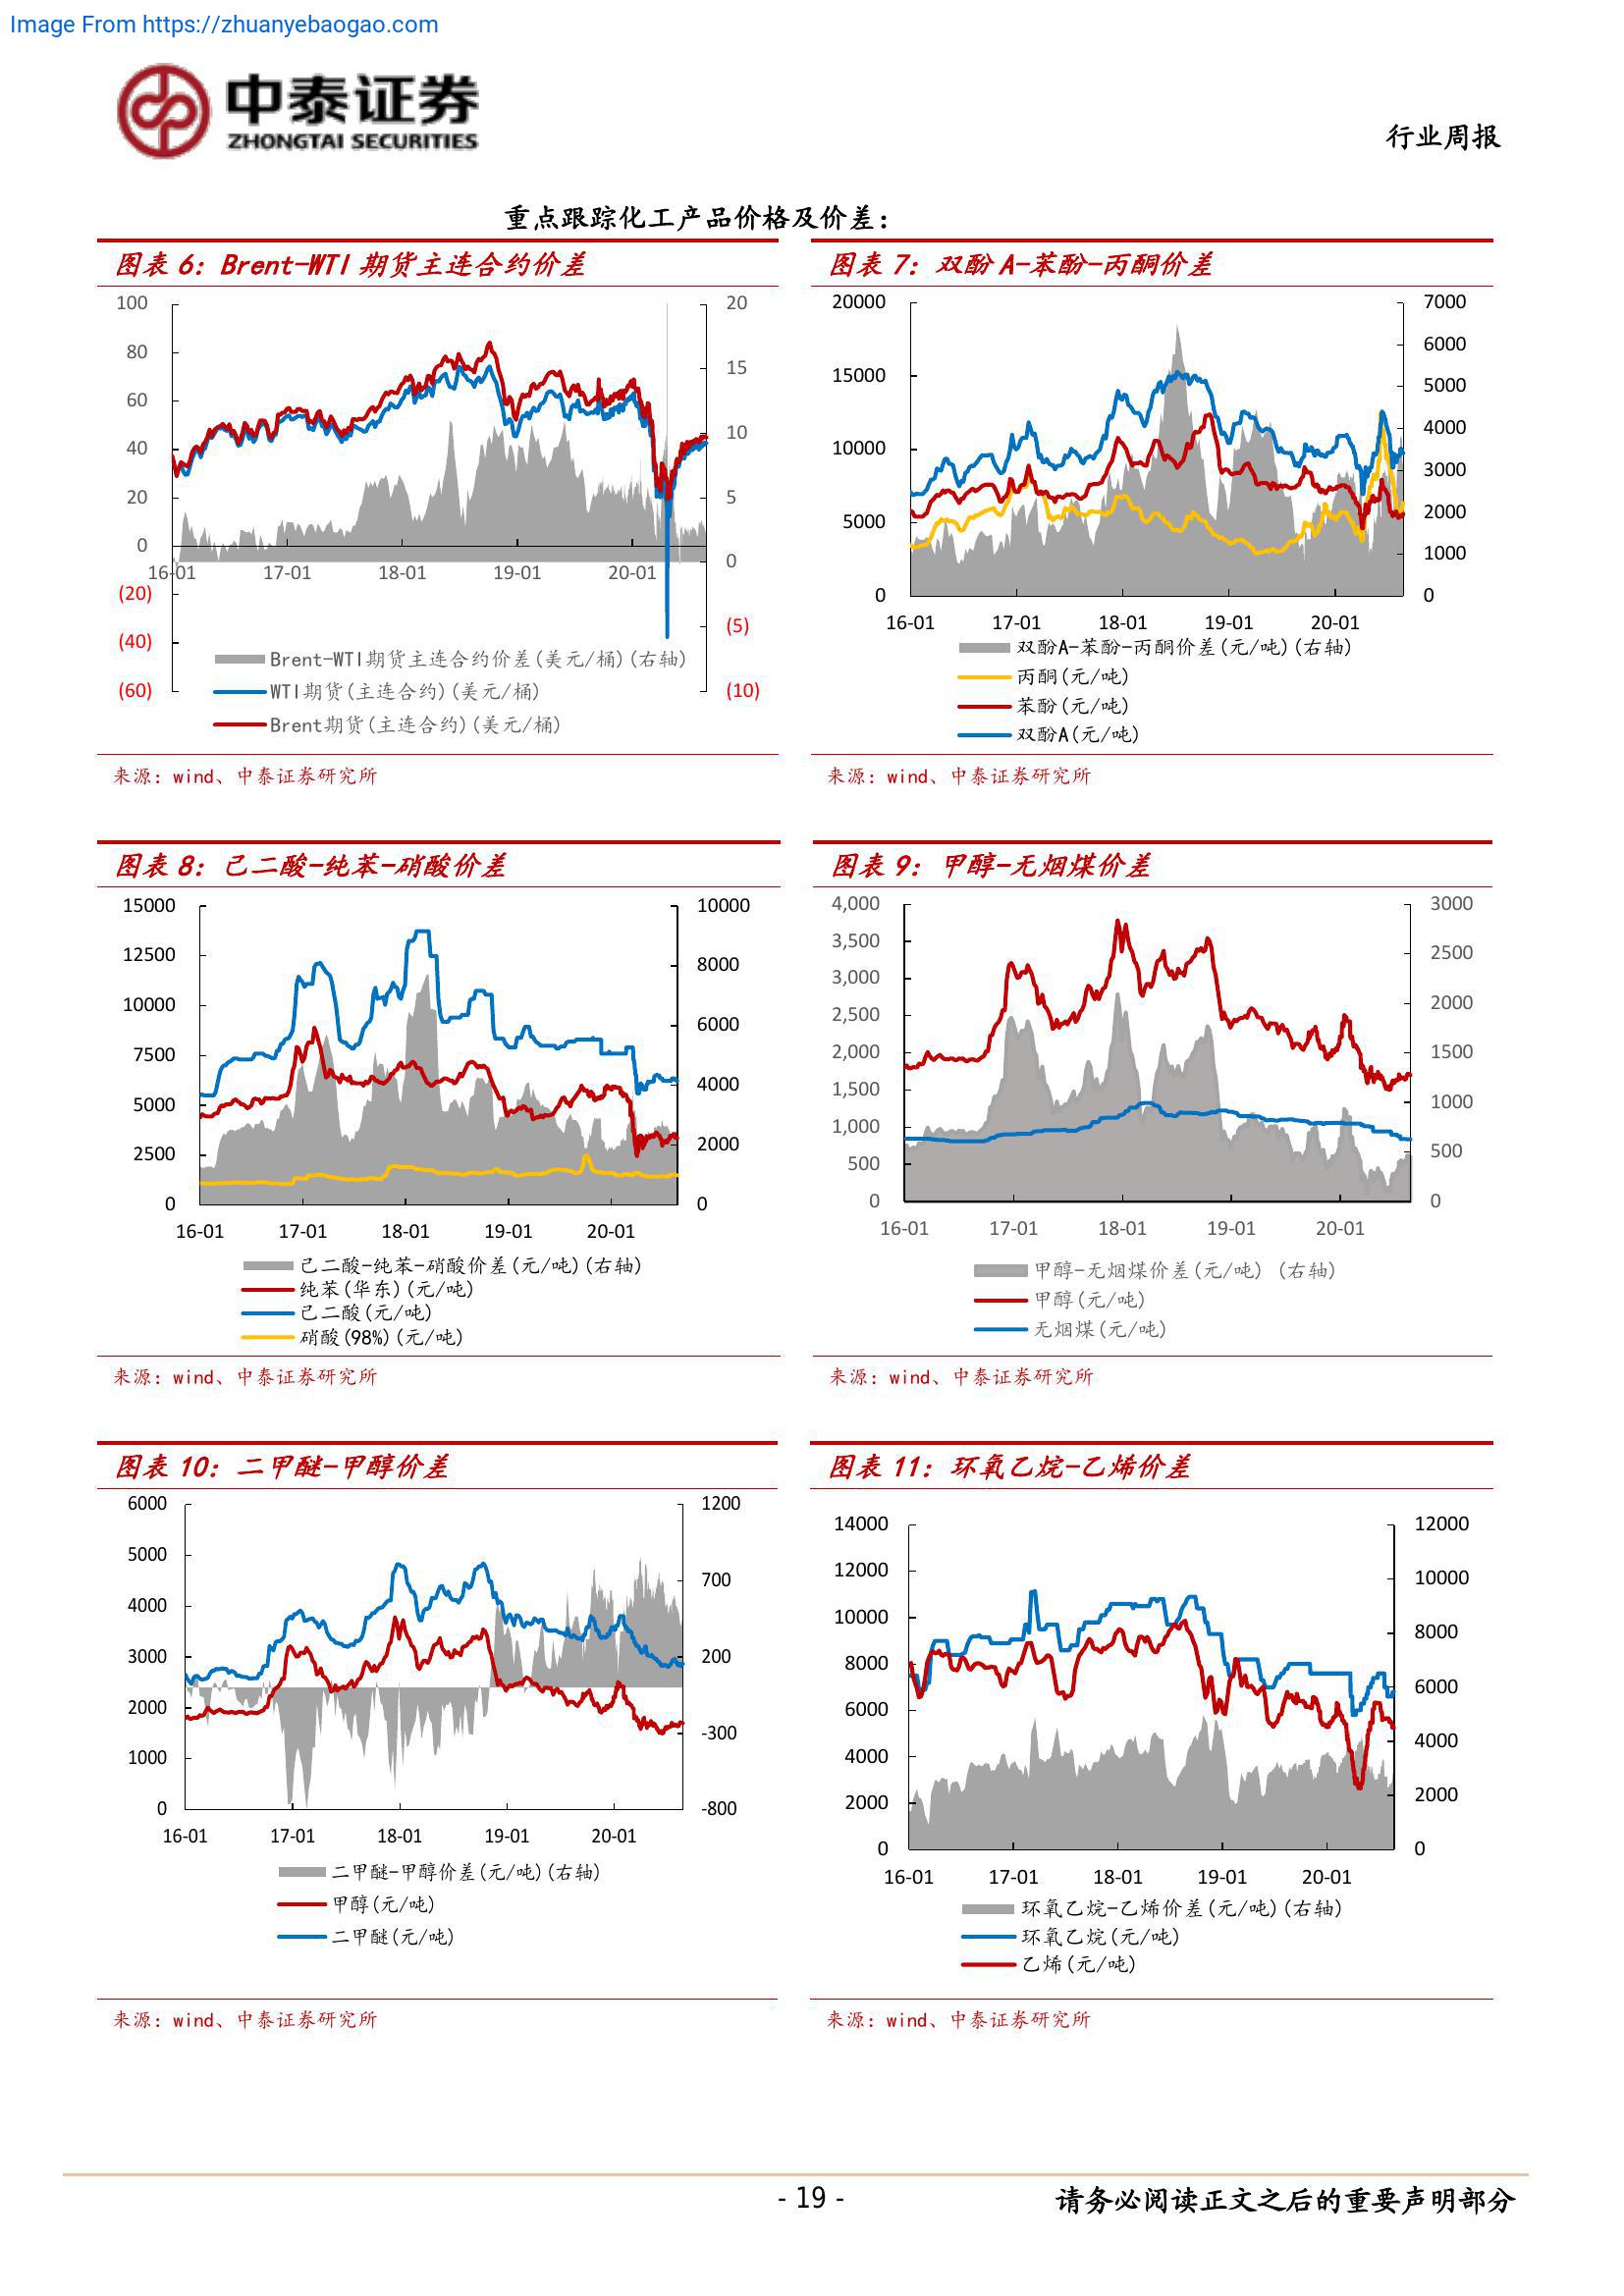 Image From https://zhuanyebaogao.com
中泰证券
ZHONGTAI SECURITIES
行业周报
重点跟踪化工产品价格及价差：
图表 6：Brent-WTI 期货主连合约价差
100
80
60
40
20
0
(20)
(40)
(60)
20
15
10
5
0
(5)
(10)
16-01 17-01 18-01 19-01 20-01
Brent-WTI期货主连合约价差(美元/桶)(右轴)
WTI期货(主连合约)(美元/桶)
Brent期货(主连合约)(美元/桶)
来源：wind、中泰证券研究所
图表 7：双酚 A-苯酚-丙酮价差
20000
15000
10000
5000
0
7000
6000
5000
4000
3000
2000
1000
0
16-01 17-01 18-01 19-01 20-01
双酚A-苯酚-丙酮价差(元/吨)(右轴)
丙酮(元/吨)
苯酚(元/吨)
双酚A(元/吨)
来源：wind、中泰证券研究所
图表 8：己二酸-纯苯-硝酸价差
15000
12500
10000
7500
5000
2500
0
10000
8000
6000
4000
2000
0
16-01 17-01 18-01 19-01 20-01
己二酸-纯苯-硝酸价差(元/吨)(右轴)
纯苯(华东)(元/吨)
己二酸(元/吨)
硝酸(98%)(元/吨)
来源：wind、中泰证券研究所
图表 9：甲醇-无烟煤价差
4,000
3,500
3,000
2,500
2,000
1,500
1,000
500
0
3000
2500
2000
1500
1000
500
0
16-01 17-01 18-01 19-01 20-01
甲醇-无烟煤价差(元/吨) (右轴)
甲醇(元/吨)
无烟煤(元/吨)
来源：wind、中泰证券研究所
图表 10：二甲醚-甲醇价差
6000
5000
4000
3000
2000
1000
0
1200
700
200
-300
-800
16-01 17-01 18-01 19-01 20-01
二甲醚-甲醇价差(元/吨)(右轴)
甲醇(元/吨)
二甲醚(元/吨)
来源：wind、中泰证券研究所
图表 11：环氧乙烷-乙烯价差
14000
12000
10000
8000
6000
4000
2000
0
12000
10000
8000
6000
4000
2000
0
16-01 17-01 18-01 19-01 20-01
环氧乙烷-乙烯价差(元/吨)(右轴)
环氧乙烷(元/吨)
乙烯(元/吨)
来源：wind、中泰证券研究所
- 19 -
请务必阅读正文之后的重要声明部分